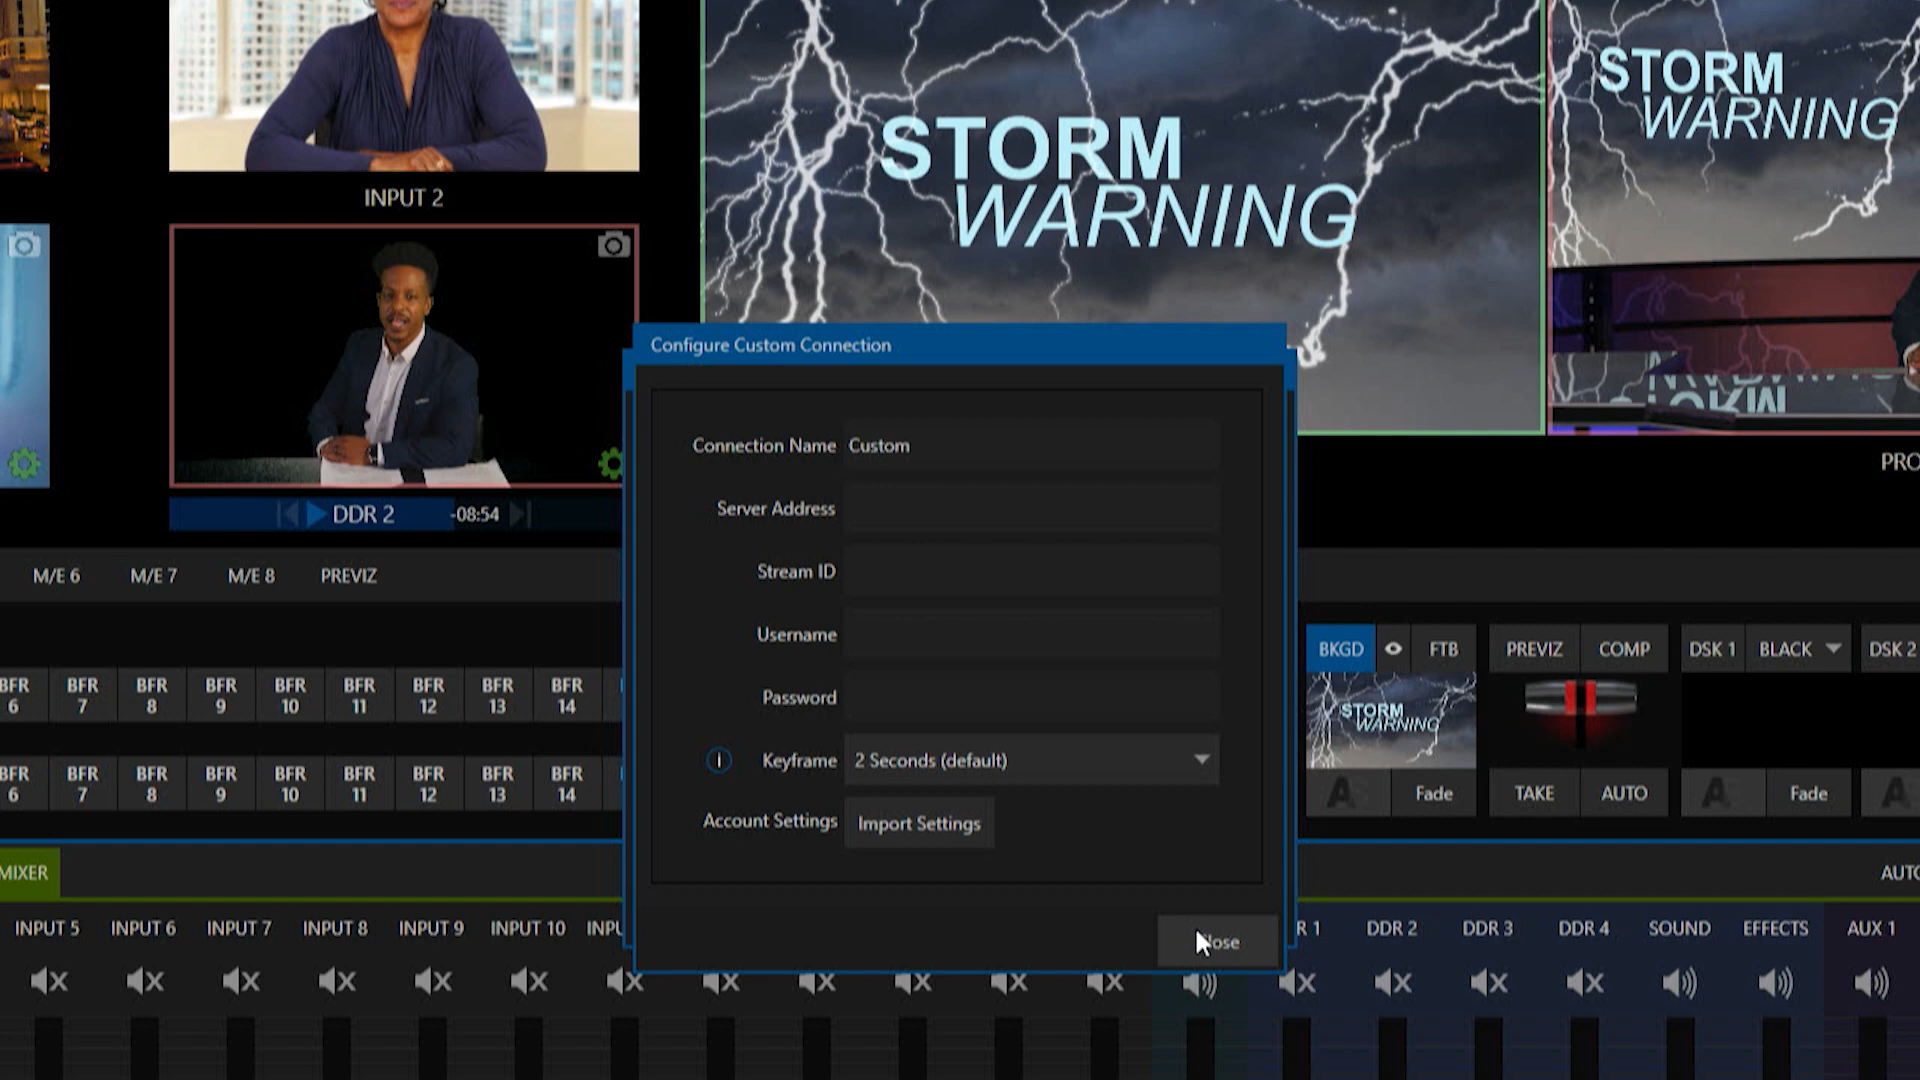 STORM
WARNING
STORM
WARNING
INPUT 2
Configure Custom Connection
Connection Name Custom
Server Address
Stream ID
Username
Password
Keyframe 2 Seconds (default)
Account Settings Import Settings
Close
DDR 2 -08:54
M/E 6 M/E 7 M/E 8 PREVIZ
BFR BFR BFR BFR BFR BFR BFR BFR BFR
6 7 8 9 10 11 12 13 14
BFR BFR BFR BFR BFR BFR BFR BFR BFR
6 7 8 9 10 11 12 13 14
BKGD FTB PREVIZ COMP DSK 1 BLACK DSK 2
STORM
WARNING
Fade TAKE AUTO Fade
MIXER
INPUT 5 INPUT 6 INPUT 7 INPUT 8 INPUT 9 INPUT 10 DDR 2 DDR 3 DDR 4 SOUND EFFECTS AUX 1